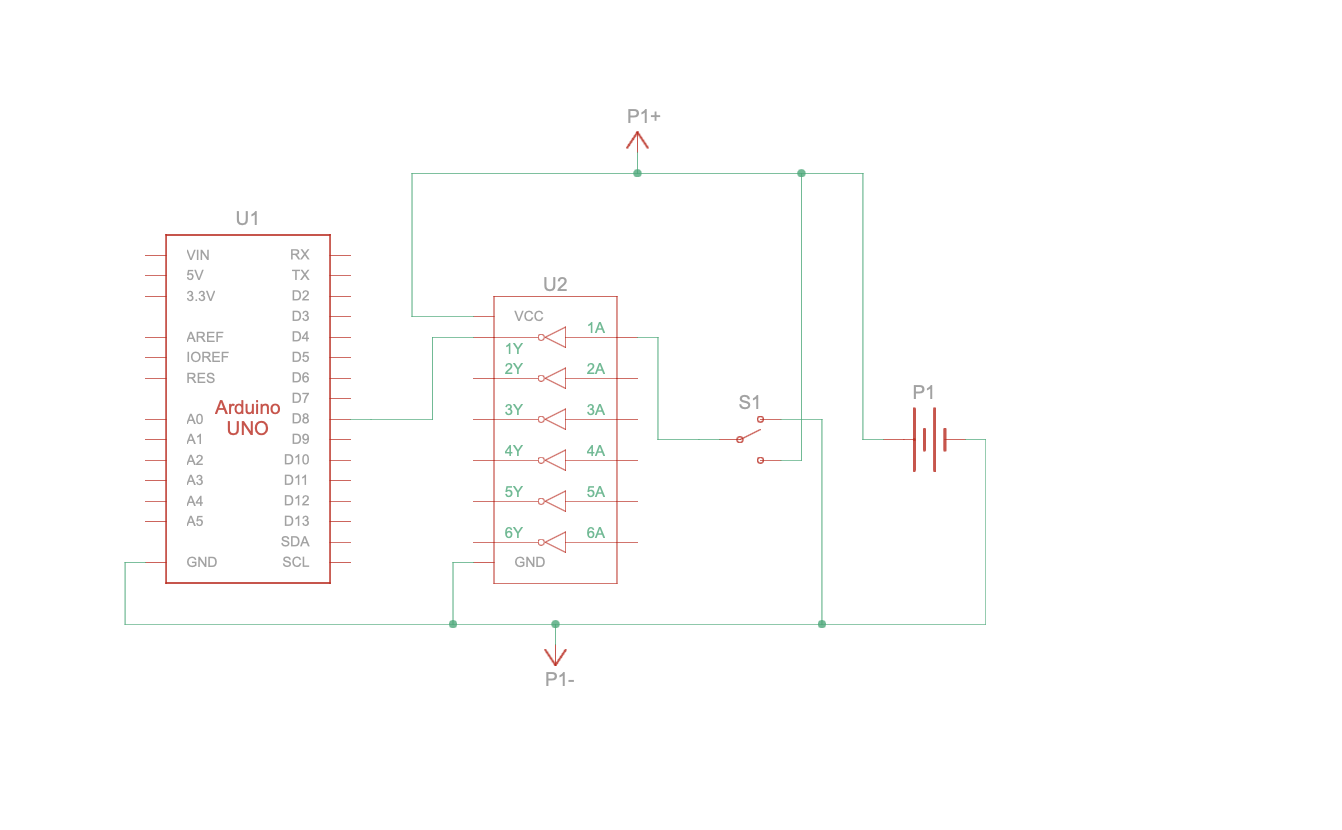 P1+
U1
VIN
5V
3.3V
AREF
IOREF
RES
A0
A1
A2
A3
A4
A5
GND
Arduino
UNO
RX
TX
D2
D3
D4
D5
D6
D7
D8
D9
D10
D11
D12
D13
SDA
SCL
U2
VCC
1A
1Y
2Y 2A
3Y 3A
4Y 4A
5Y 5A
6Y 6A
GND
S1
P1
P1-